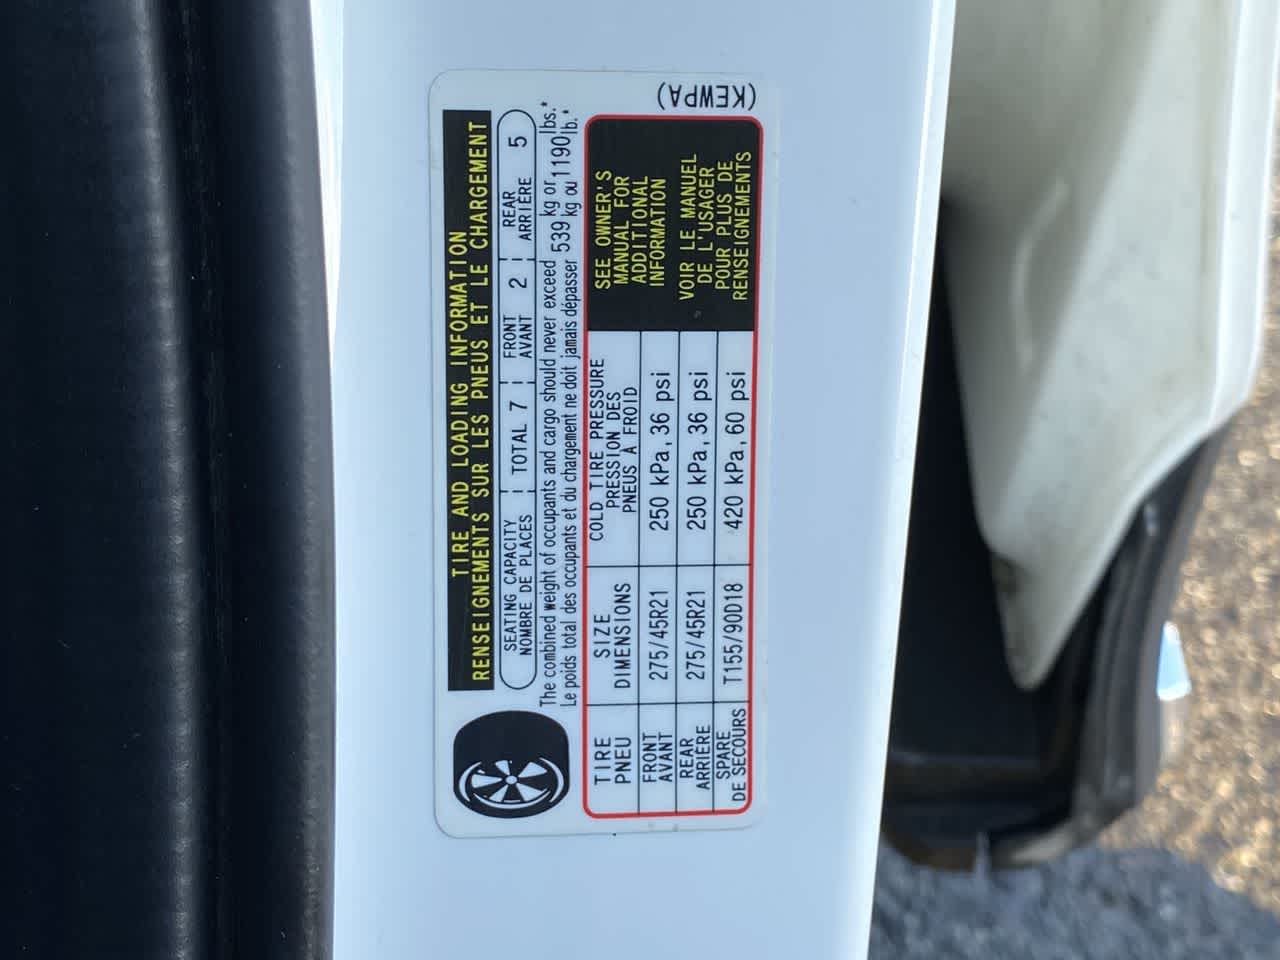 TIRE AND LOADING INFORMATION
RENSEIGNEMENTS SUR LES PNEUS ET LE CHARGEMENT
SEATING CAPACITY
NOMBRE DE PLACES
TOTAL 7
FRONT
AVANT
2
REAR
ARRIÈRE
5
The combined weight of occupants and cargo should never exceed 539 kg or 1190 lbs.*
Le poids total des occupants et du chargement ne doit jamais dépasser 539 kg ou 1190 lb.*
TIRE
PNEU
SIZE
DIMENSIONS
COLD TIRE PRESSURE
PRESSION DES
PNEUS A FROID
FRONT
AVANT
275/45R21
250 kPa, 36 psi
REAR
ARRIÈRE
275/45R21
250 kPa, 36 psi
SPARE
DE SECOURS
T155/90D18
420 kPa, 60 psi
SEE OWNER'S
MANUAL FOR
ADDITIONAL
INFORMATION
VOIR LE MANUEL
DE L'USAGER
POUR PLUS DE
RENSEIGNEMENTS
(KEWPA)